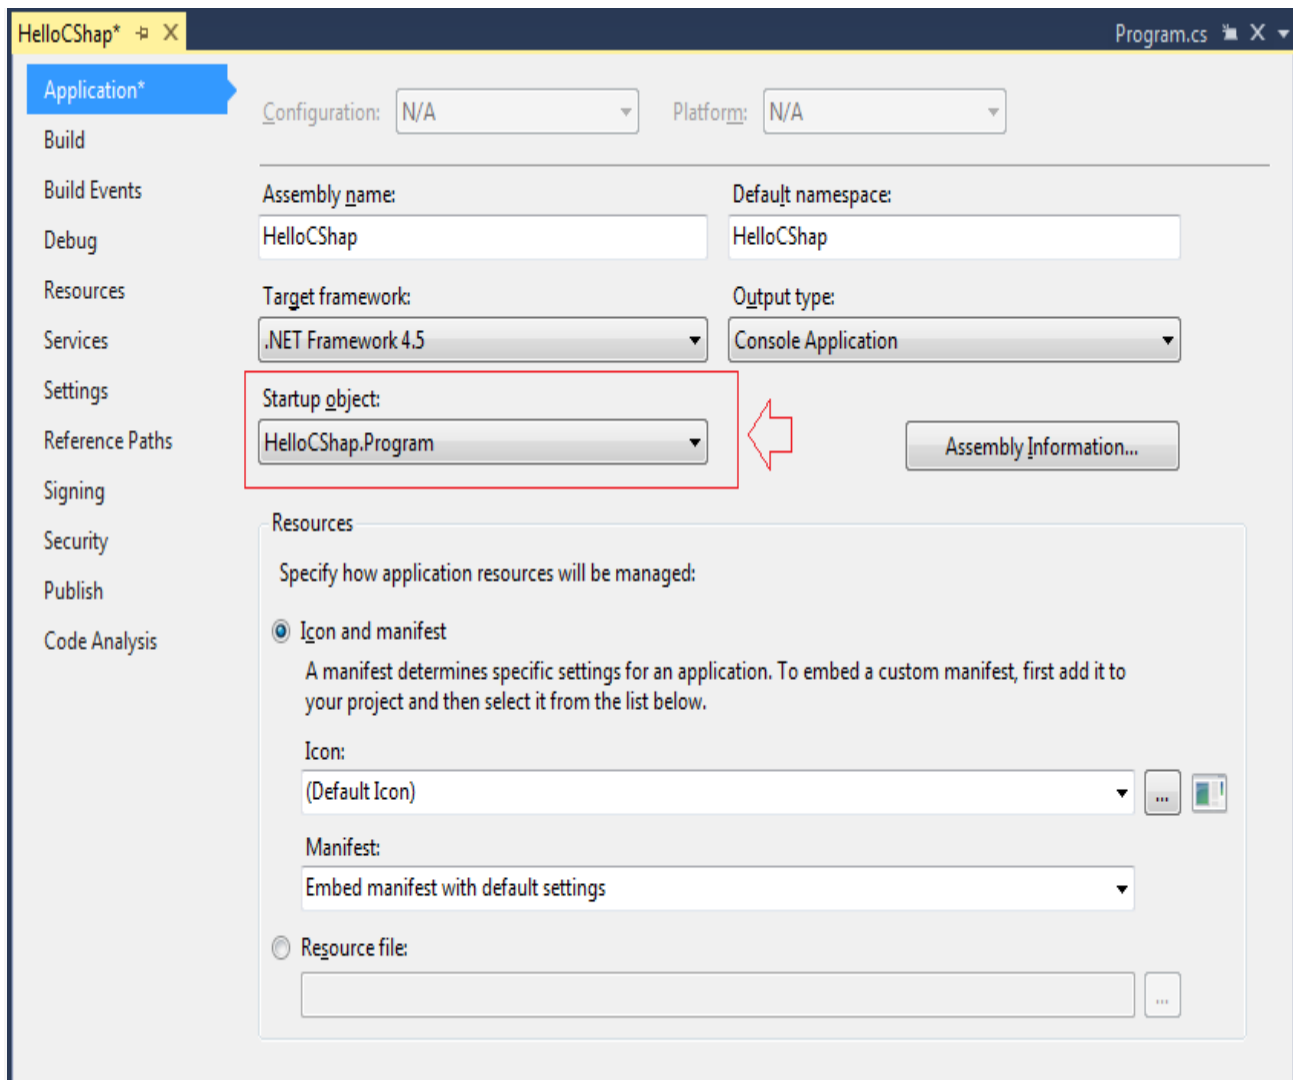 HelloCShap*
Program.cs
Application*
Build
Build Events
Debug
Resources
Services
Settings
Reference Paths
Signing
Security
Publish
Code Analysis
Configuration: N/A Platform: N/A
Assembly name: Default namespace:
HelloCShap HelloCShap
Target framework: Output type:
.NET Framework 4.5 Console Application
Startup object:
HelloCShap.Program
Assembly Information...
Resources
Specify how application resources will be managed:
Icon and manifest
A manifest determines specific settings for an application. To embed a custom manifest, first add it to
your project and then select it from the list below.
Icon:
(Default Icon)
...
Manifest:
Embed manifest with default settings
Resource file:
...